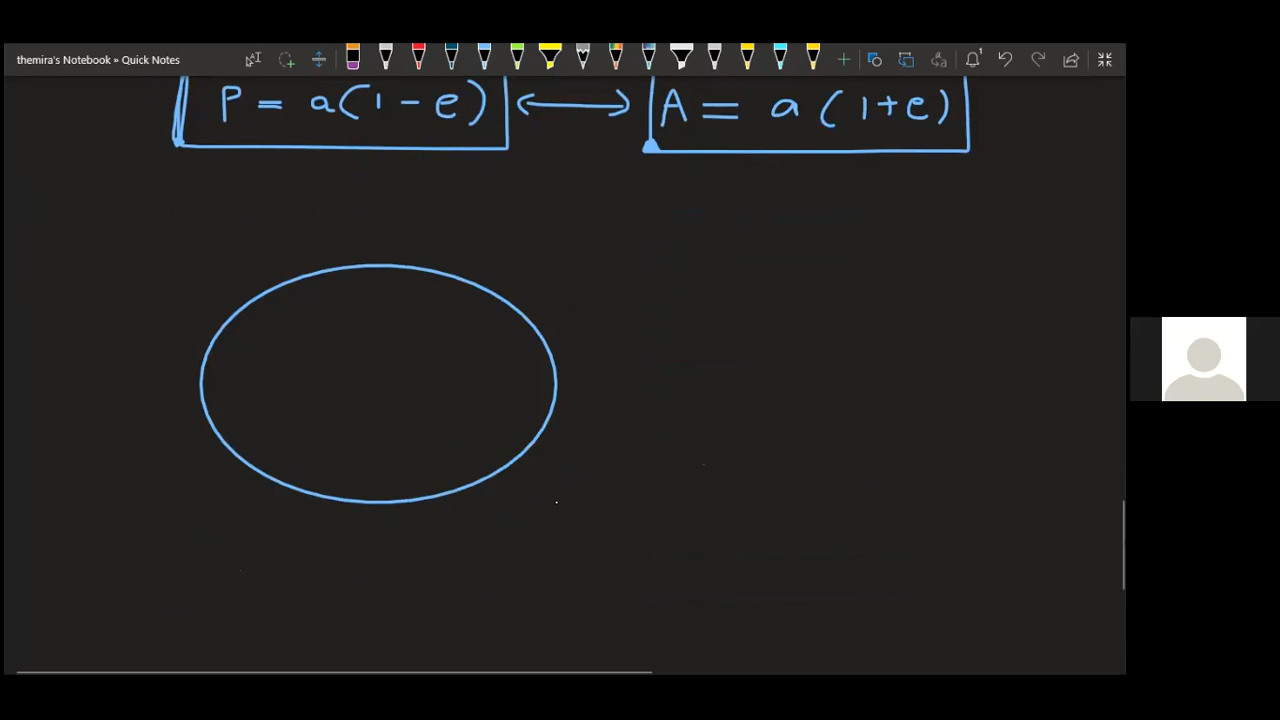 themira's Notebook » Quick Notes
P = a(1 - e) ⟷ A = a (1+e)